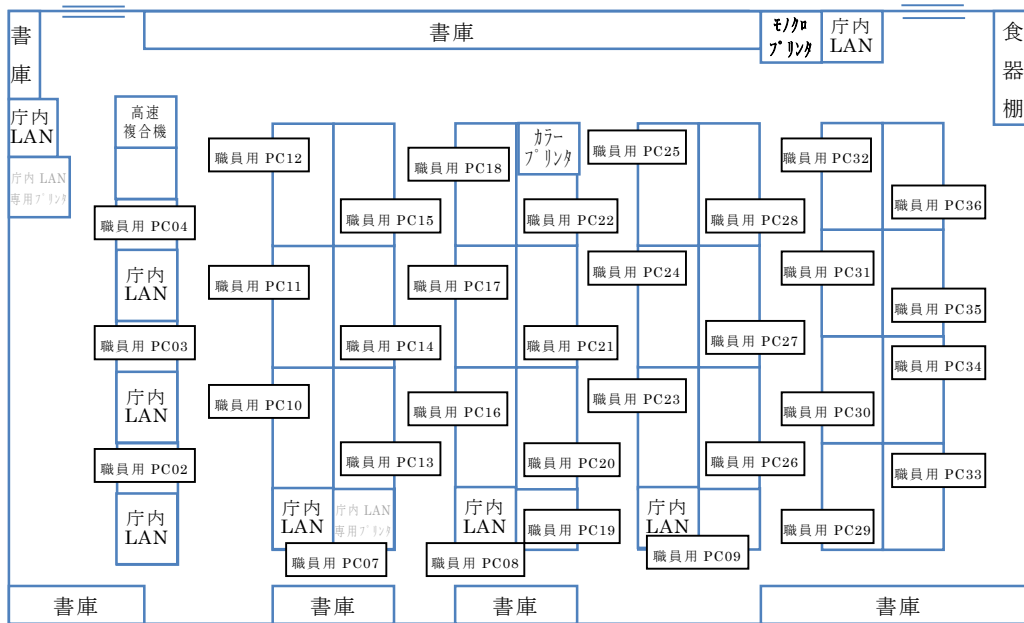 書
庫
書庫
ﾓﾉｸﾛ
ﾌﾟﾘﾝﾀ
庁内
LAN
食
器
棚
庁内
LAN
庁内 LAN
専用ﾌﾟﾘﾝﾀ
高速
複合機
職員用 PC04
庁内
LAN
職員用 PC03
庁内
LAN
職員用 PC02
庁内
LAN
職員用 PC12
職員用 PC15
職員用 PC11
職員用 PC14
職員用 PC10
職員用 PC13
庁内
LAN
庁内 LAN
専用ﾌﾟﾘﾝﾀ
職員用 PC07
職員用 PC18
ｶﾗｰ
ﾌﾟﾘﾝﾀ
職員用 PC22
職員用 PC17
職員用 PC21
職員用 PC16
職員用 PC20
庁内
LAN
職員用 PC19
職員用 PC08
職員用 PC25
職員用 PC28
職員用 PC24
職員用 PC27
職員用 PC23
職員用 PC26
庁内
LAN
職員用 PC09
職員用 PC32
職員用 PC36
職員用 PC31
職員用 PC35
職員用 PC34
職員用 PC30
職員用 PC33
職員用 PC29
書庫
書庫
書庫
書庫